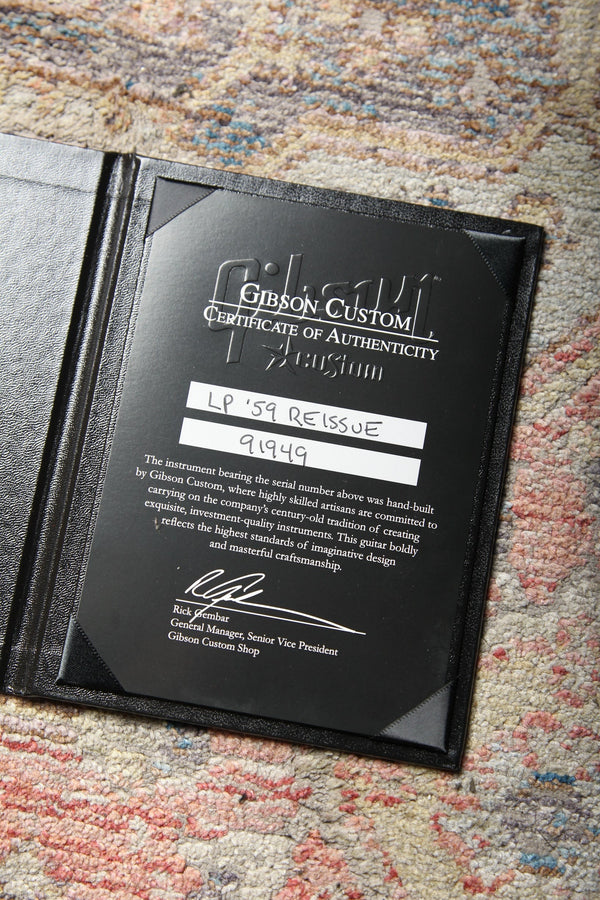 Gibson
custom
GIBSON CUSTOM
CERTIFICATE OF AUTHENTICITY
LP '59 REISSUE
91949
The instrument bearing the serial number above was hand-built
by Gibson Custom, where highly skilled artisans are committed to
carrying on the company's century-old tradition of creating
exquisite, investment-quality instruments. This guitar boldly
reflects the highest standards of imaginative design
and masterful craftsmanship.
Rick Gembar
General Manager, Senior Vice President
Gibson Custom Shop